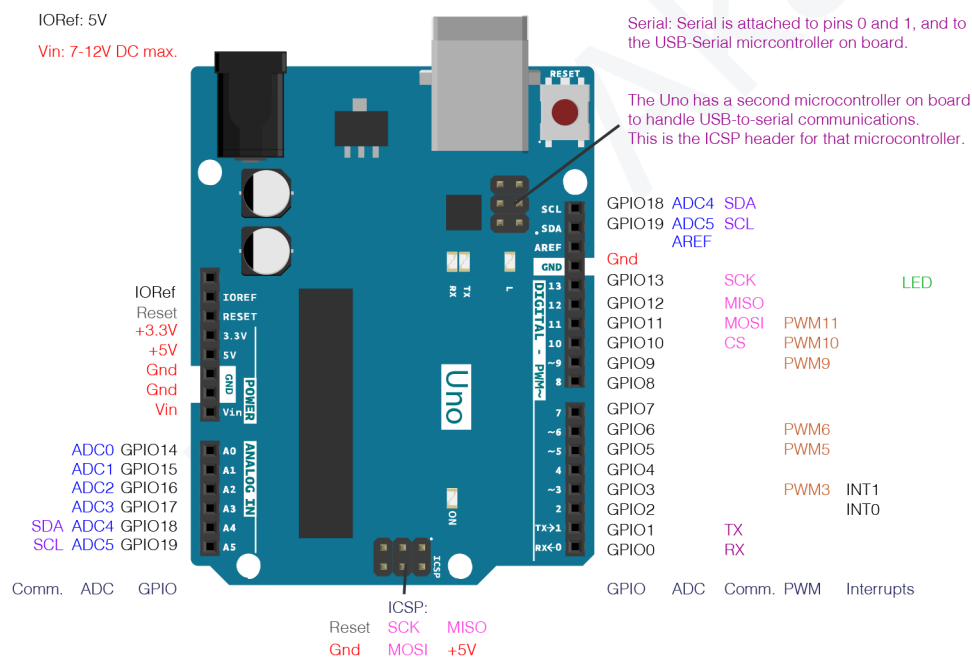 IORef: 5V
Vin: 7-12V DC max.
Serial: Serial is attached to pins 0 and 1, and to
the USB-Serial micrcontroller on board.
The Uno has a second microcontroller on board
to handle USB-to-serial communications.
This is the ICSP header for that microcontroller.
RESET
SCL
SDA
AREF
GND
13
12
11
10
~9
8
7
~6
~5
4
~3
2
TX→1
RX←0
DIGITAL - PWM~
RX
TX
L
Uno
ON
ICSP
IOREF
RESET
3.3V
5V
GND
Vin
POWER
A0
A1
A2
A3
A4
A5
ANALOG IN
IORef
Reset
+3.3V
+5V
Gnd
Gnd
Vin
ADC0 GPIO14
ADC1 GPIO15
ADC2 GPIO16
ADC3 GPIO17
SDA ADC4 GPIO18
SCL ADC5 GPIO19
Comm. ADC GPIO
GPIO18 ADC4 SDA
GPIO19 ADC5 SCL
AREF
Gnd
GPIO13 SCK LED
GPIO12 MISO
GPIO11 MOSI PWM11
GPIO10 CS PWM10
GPIO9 PWM9
GPIO8
GPIO7
GPIO6 PWM6
GPIO5 PWM5
GPIO4
GPIO3 PWM3 INT1
GPIO2 INT0
GPIO1 TX
GPIO0 RX
GPIO ADC Comm. PWM Interrupts
ICSP:
Reset SCK MISO
Gnd MOSI +5V